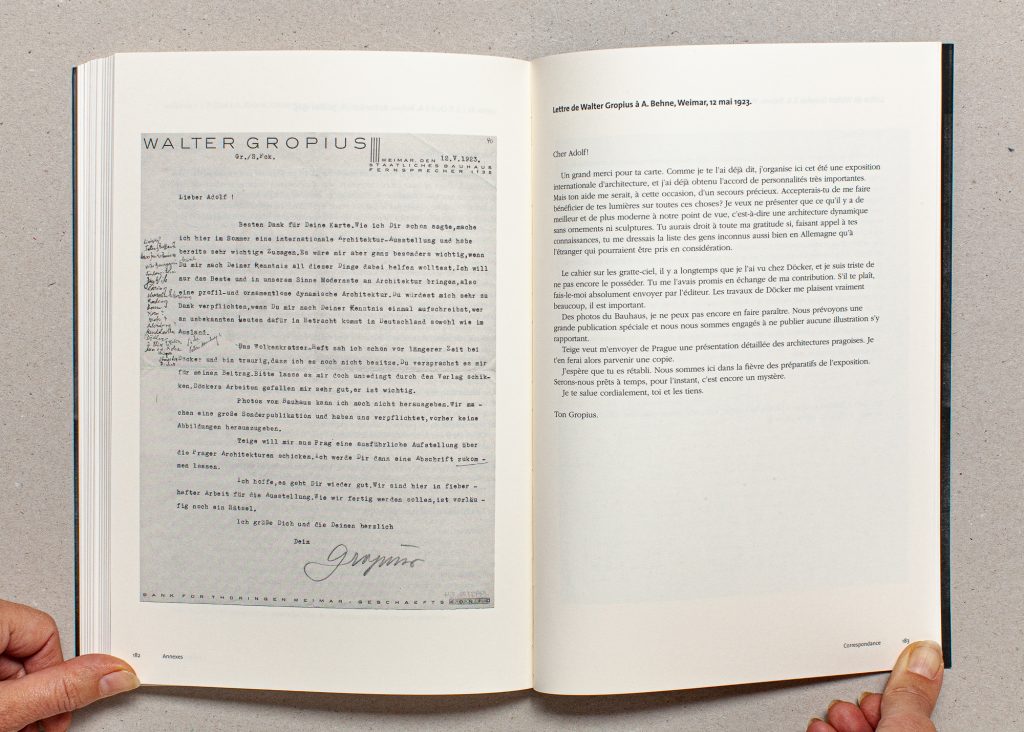 WALTER GROPIUS
Gr./S.Fck.
WEIMAR, DEN 12.V.1923.
STAATLICHES BAUHAUS
FERNSPRECHER 1135
Lieber Adolf !
Besten Dank für Deine Karte.Wie ich Dir schon sagte,mache
ich hier im Sommer eine internationale Architektur-Ausstellung und habe
bereits sehr wichtige Zusagen.Es wäre mir aber ganz besonders wichtig,wenn
Du mir nach Deiner Kenntnis all dieser Dinge dabei helfen wolltest.Ich will
nur das Beste und in unserem Sinne Modernste an Architektur bringen,also
eine profil-und ornamentlose dynamische Architektur.Du würdest mich sehr zu
Dank verpflichten,wenn Du mir nach Deiner Kenntnis einmal aufschreibst,wer
an unbekannten Leuten dafür in Betracht kommt in Deutschland sowohl wie im
Ausland.
Das Wolkenkratzer-Heft sah ich schon vor längerer Zeit bei
Döcker und bin traurig,dass ich es noch nicht besitze.Du versprachst es mir
für seinen Beitrag.Bitte lasse es mir doch unbedingt durch den Verlag schik-
ken.Döckers Arbeiten gefallen mir sehr gut,er ist wichtig.
Photos vom Bauhaus kann ich noch nicht herausgeben.Wir ma -
chen eine große Sonderpublikation und haben uns verpflichtet,vorher keine
Abbildungen herauszugeben.
Teige will mir aus Prag eine ausführliche Aufstellung über
die Prager Architekturen schicken.Ich werde Dir dann eine Abschrift zukom -
men lassen.
Ich hoffe,es geht Dir wieder gut.Wir sind hier in fieber -
hafter Arbeit für die Ausstellung.Wie wir fertig werden sollen,ist vorläu -
fig noch ein Rätsel.
Ich grüße Dich und die Deinen herzlich
Dein
Gropius
BANK FÜR THÜRINGEN WEIMAR · GESCHAEFTS
182 Annexes
Lettre de Walter Gropius à A. Behne, Weimar, 12 mai 1923.
Cher Adolf!
Un grand merci pour ta carte. Comme je te l'ai déjà dit, j'organise ici cet été une exposition
internationale d'architecture, et j'ai déjà obtenu l'accord de personnalités très importantes.
Mais ton aide me serait, à cette occasion, d'un secours précieux. Accepterais-tu de me faire
bénéficier de tes lumières sur toutes ces choses? Je veux ne présenter que ce qu'il y a de
meilleur et de plus moderne à notre point de vue, c'est-à-dire une architecture dynamique
sans ornements ni sculptures. Tu aurais droit à toute ma gratitude si, faisant appel à tes
connaissances, tu me dressais la liste des gens inconnus aussi bien en Allemagne qu'à
l'étranger qui pourraient être pris en considération.
Le cahier sur les gratte-ciel, il y a longtemps que je l'ai vu chez Döcker, et je suis triste de
ne pas encore le posséder. Tu me l'avais promis en échange de ma contribution. S'il te plaît,
fais-le-moi absolument envoyer par l'éditeur. Les travaux de Döcker me plaisent vraiment
beaucoup, il est important.
Des photos du Bauhaus, je ne peux pas encore en faire paraître. Nous prévoyons une
grande publication spéciale et nous nous sommes engagés à ne publier aucune illustration s'y
rapportant.
Teige veut m'envoyer de Prague une présentation détaillée des architectures pragoises. Je
t'en ferai alors parvenir une copie.
J'espère que tu es rétabli. Nous sommes ici dans la fièvre des préparatifs de l'exposition.
Serons-nous prêts à temps, pour l'instant, c'est encore un mystère.
Je te salue cordialement, toi et les tiens.
Ton Gropius.
Correspondance 183